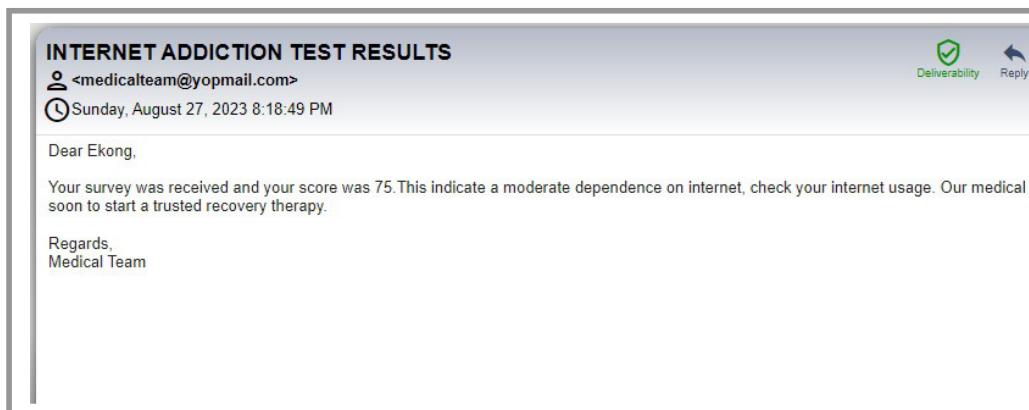 INTERNET ADDICTION TEST RESULTS
<medicalteam@yopmail.com>
Sunday, August 27, 2023 8:18:49 PM
Deliverability
Reply
Dear Ekong,
Your survey was received and your score was 75.This indicate a moderate dependence on internet, check your internet usage. Our medical
soon to start a trusted recovery therapy.
Regards,
Medical Team